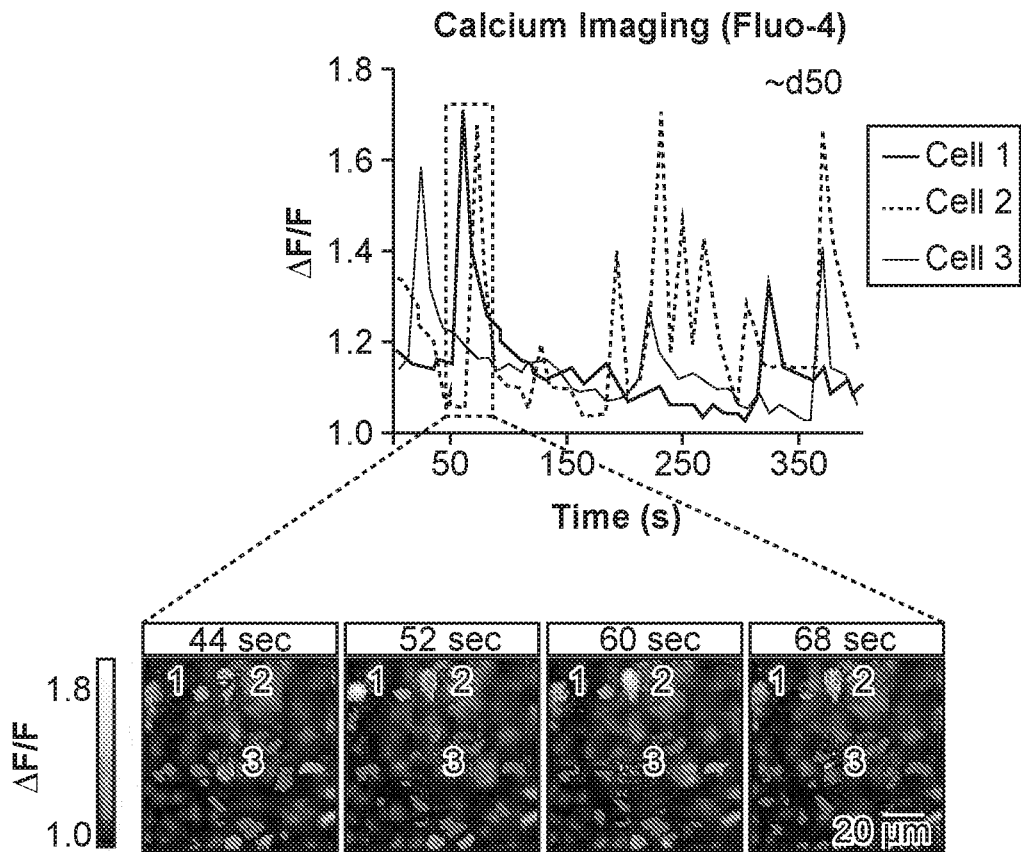 Calcium Imaging (Fluo-4)
1.8
~d50
1.6
1.4
1.2
1.0
ΔF/F
Cell 1
Cell 2
Cell 3
50
150
250
350
Time (s)
44 sec
52 sec
60 sec
68 sec
1.8
1.0
ΔF/F
1 2
3
1 2
3
1 2
3
1 2
3
20 µm